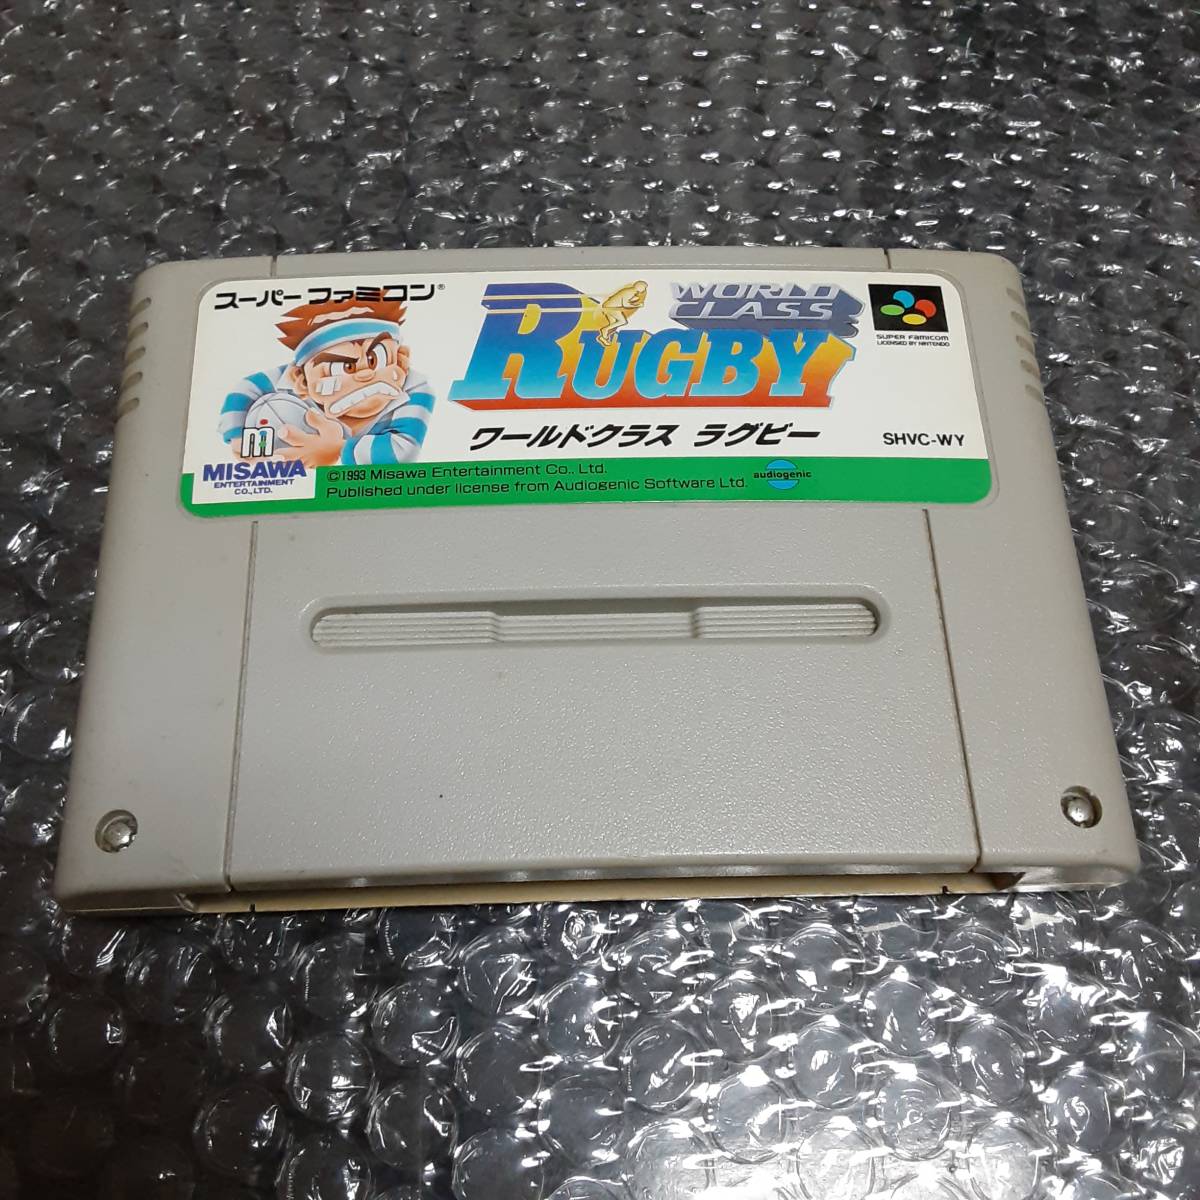 スーパーファミコン®
WORLD
CLASS
RUGBY
ワールドクラス ラグビー
SUPER FAMICOM
LICENSED BY NINTENDO
SHVC-WY
m
MISAWA
ENTERTAINMENT
CO., LTD.
©1993 Misawa Entertainment Co., Ltd.
Published under license from Audiogenic Software Ltd.
audiogenic